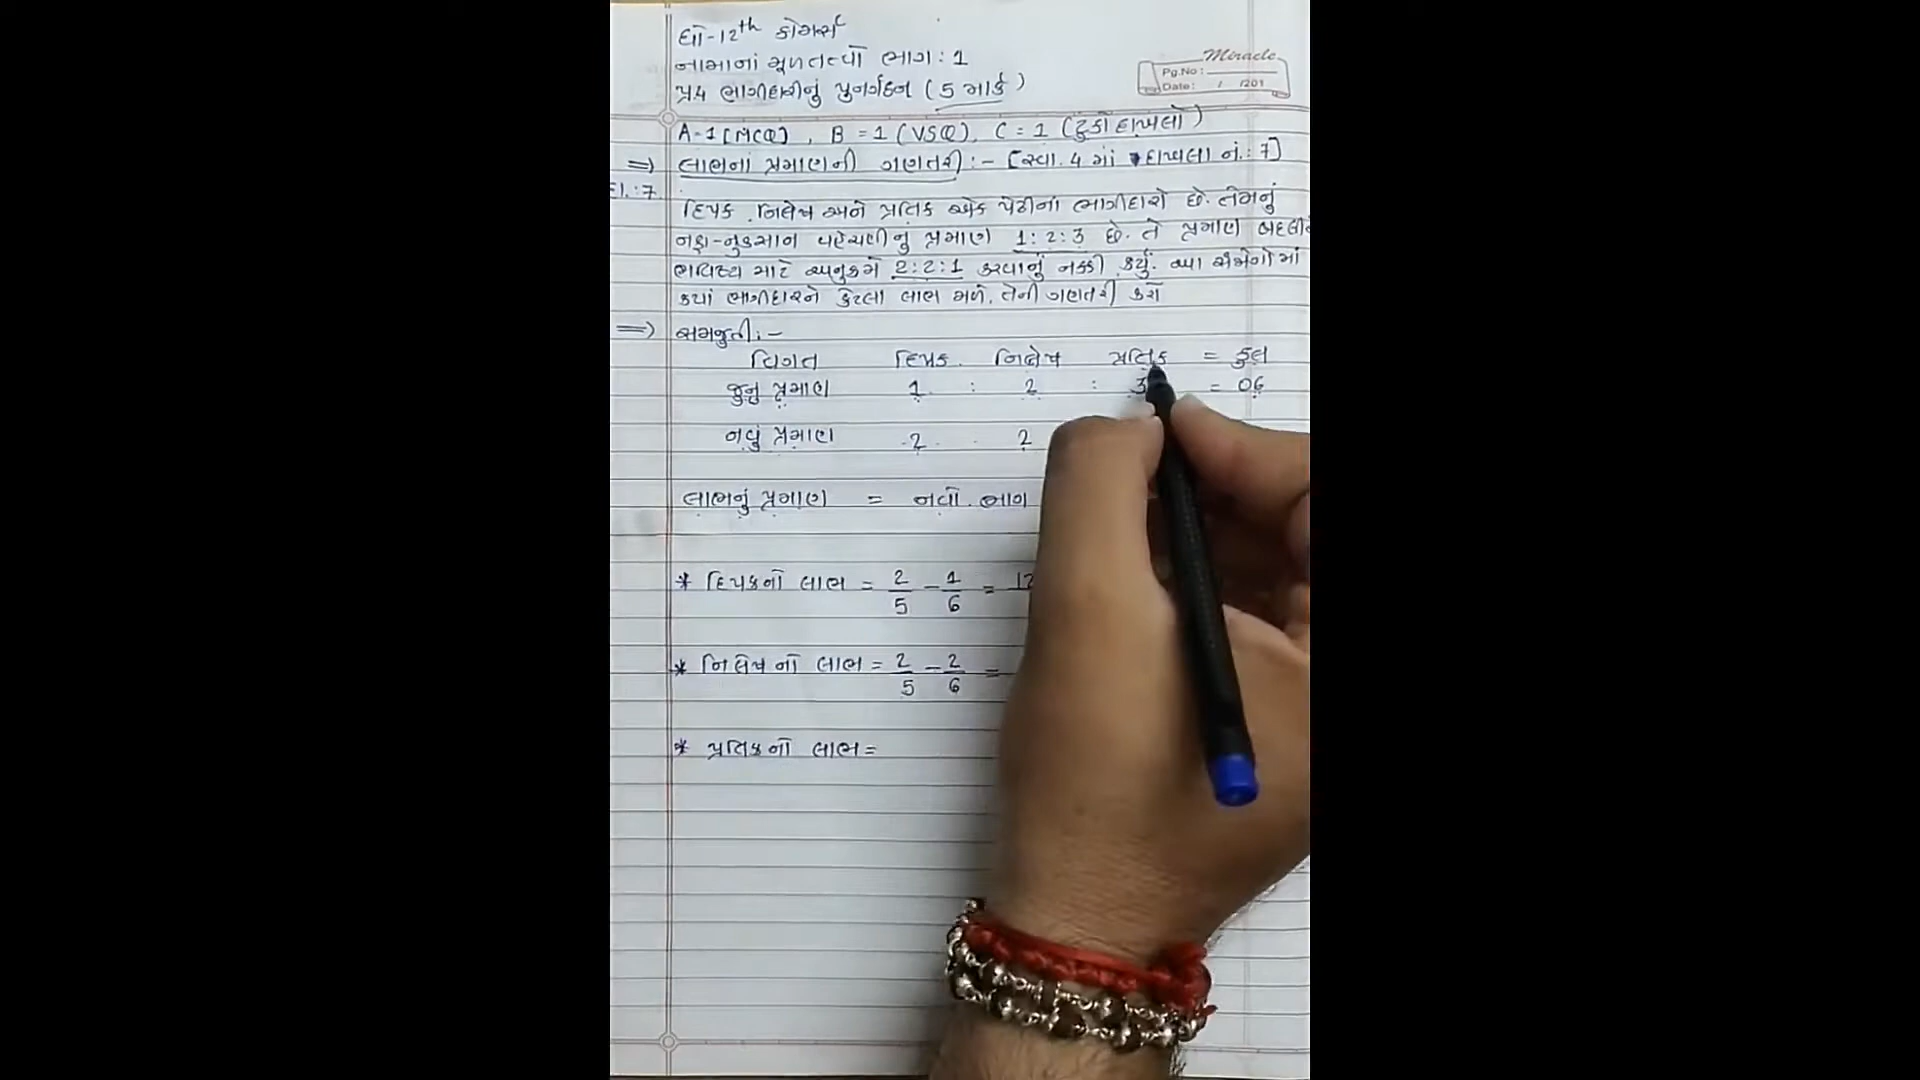 ધો-12th કોમર્સ
નામાનાં મૂળતત્વો ભાગ : 1
Miracle
Pg.No :
Date : / /201
પ્ર.4 ભાગીદારીનું પુનર્ગઠન ( 5 માર્ક )
A-1 [MCQ] , B = 1 (VSQ), C = 1 (ટુંકો દાખલો)
⇒ લાભનાં પ્રમાણની ગણતરી :- [સ્વા. 4 માં દાખલા નં.: 7]
દા.:7
દિપક, નિલેષ અને પ્રતિક એક પેઢીના ભાગીદારો છે. તેમનું
નફા-નુકસાન વહેંચણીનું પ્રમાણ 1:2:3 છે. તે પ્રમાણ
ભવિષ્ય માટે અનુક્રમે 2:2:1 કરવાનું નક્કી કર્યું. આ સંજોગોમાં
ક્યાં ભાગીદારને કેટલા લાભ મળે, તેની ગણતરી કરો
⇒ સમજુતી :-
વિગત દિપક નિલેષ પ્રતિક = કુલ
જુનુ પ્રમાણ 1 : 2 : 3 = 06
નવું પ્રમાણ 2 2
લાભનું પ્રમાણ = નવો ભાગ
* દિપકનો લાભ = 2/5 - 1/6 = 12
* નિલેષનો લાભ = 2/5 - 2/6 =
* પ્રતિકનો લાભ =